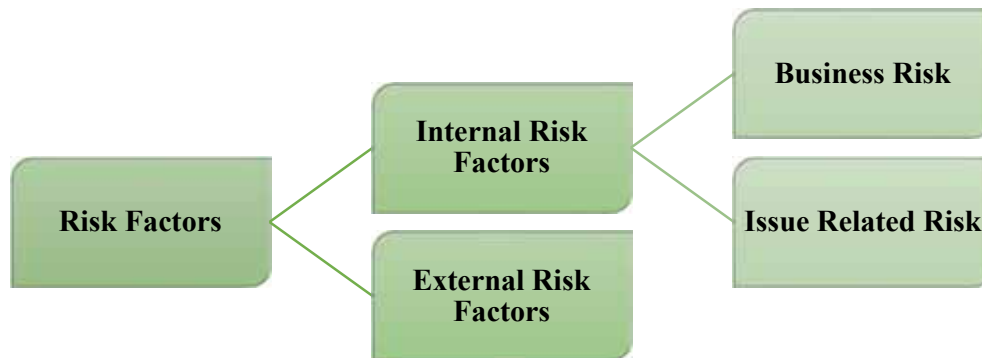 Risk Factors
Internal Risk
Factors
External Risk
Factors
Business Risk
Issue Related Risk